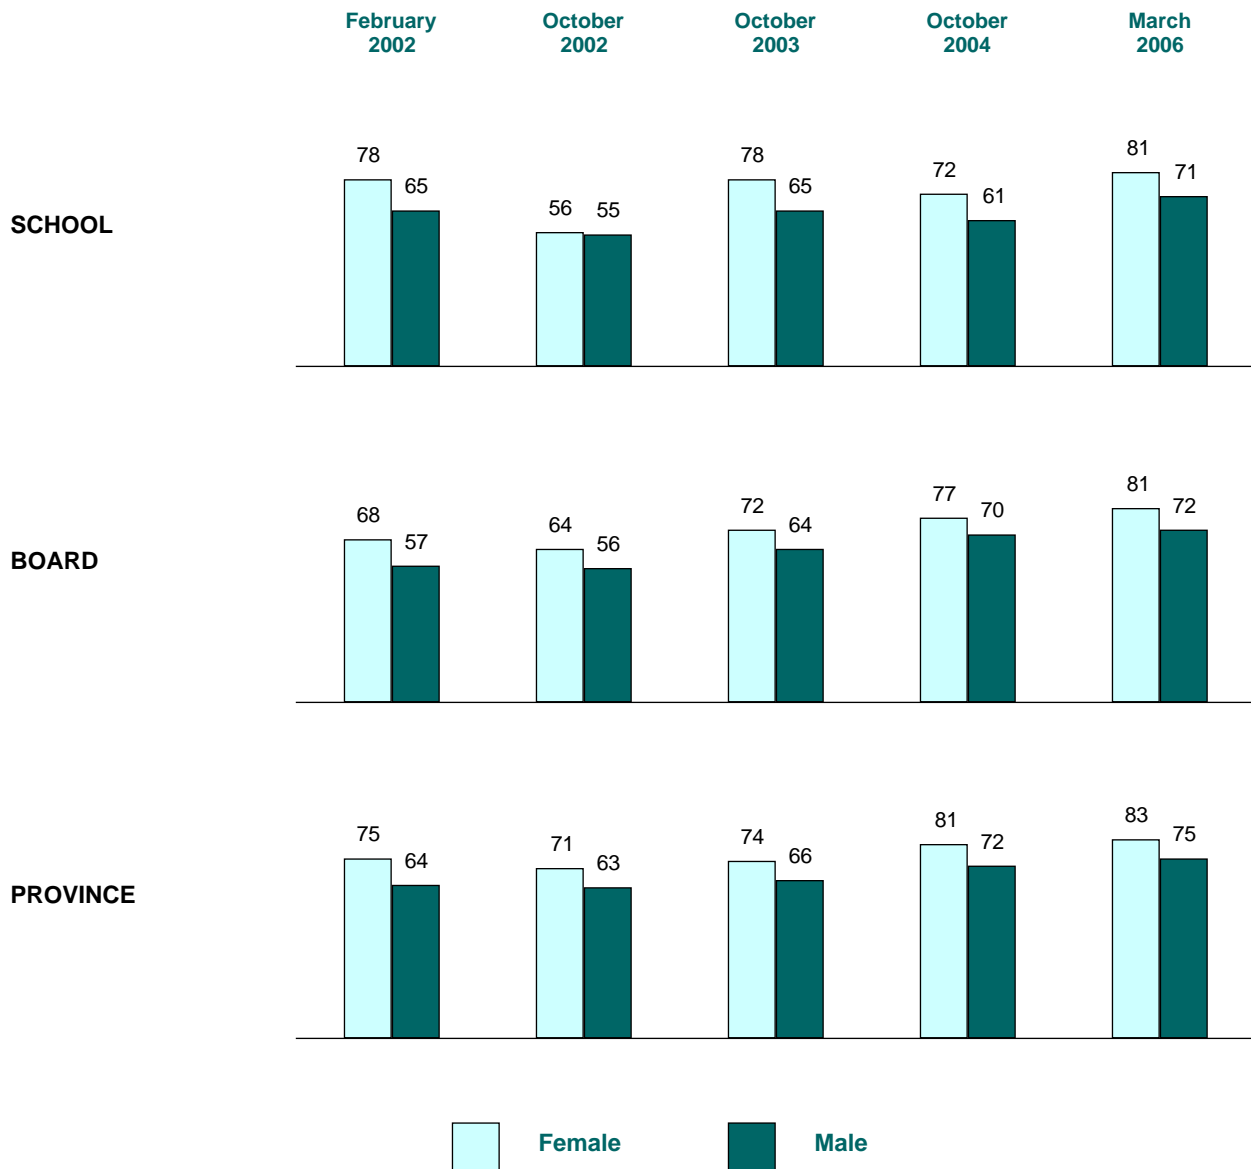 February October October October March
2002 2002 2003 2004 2006
SCHOOL
78 65 56 55 78 65 72 61 81 71
BOARD
68 57 64 56 72 64 77 70 81 72
PROVINCE
75 64 71 63 74 66 81 72 83 75
Female Male